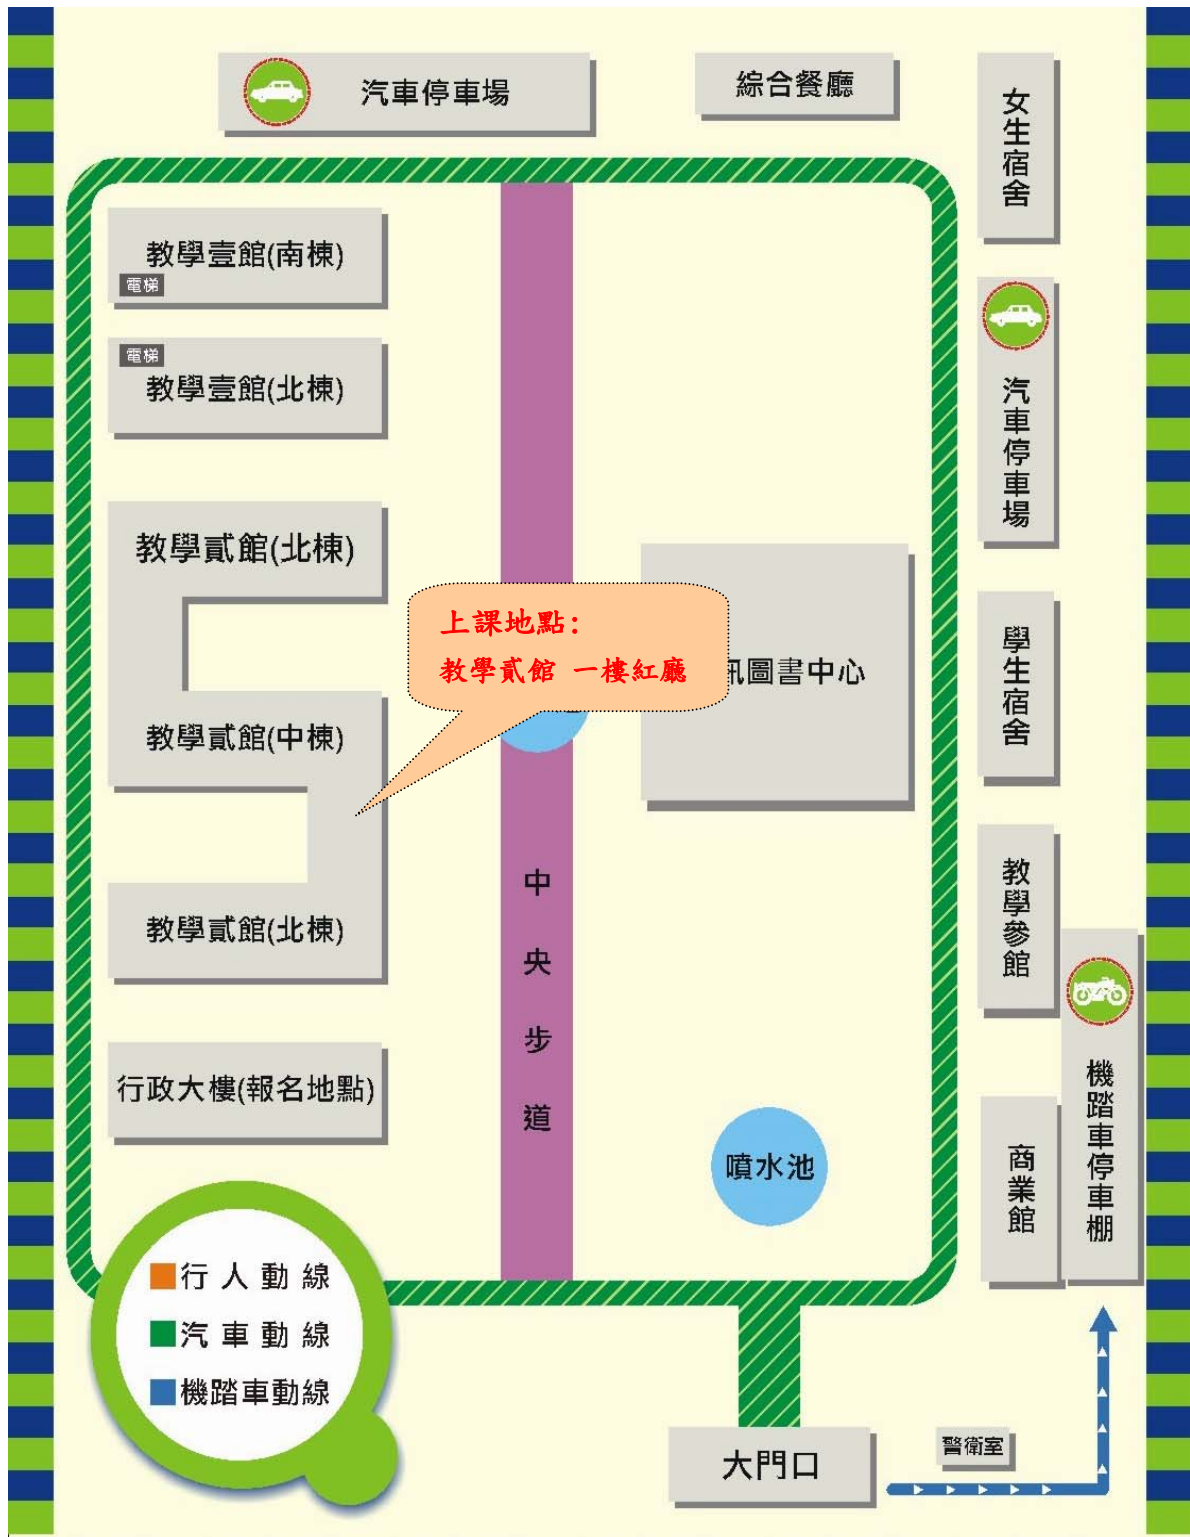 汽車停車場
綜合餐廳
女生宿舍
教學壹館(南棟)
電梯
電梯
教學壹館(北棟)
汽車停車場
教學貳館(北棟)
上課地點：
教學貳館 一樓紅廳
訊圖書中心
學生宿舍
教學貳館(中棟)
中央步道
教學參館
教學貳館(北棟)
機踏車停車棚
行政大樓(報名地點)
噴水池
商業館
行人動線
汽車動線
機踏車動線
大門口
警衛室